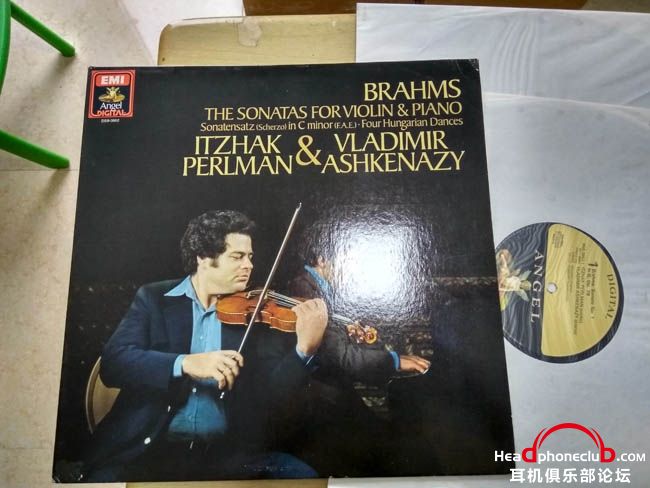 EMI
Angel
DIGITAL
BRAHMS
THE SONATAS FOR VIOLIN & PIANO
Sonatensatz (Scherzo) in C minor (F.A.E.) · Four Hungarian Dances
ITZHAK & VLADIMIR
PERLMAN ASHKENAZY
DIGITAL
ANGEL
Headphoneclub.com
耳机俱乐部论坛